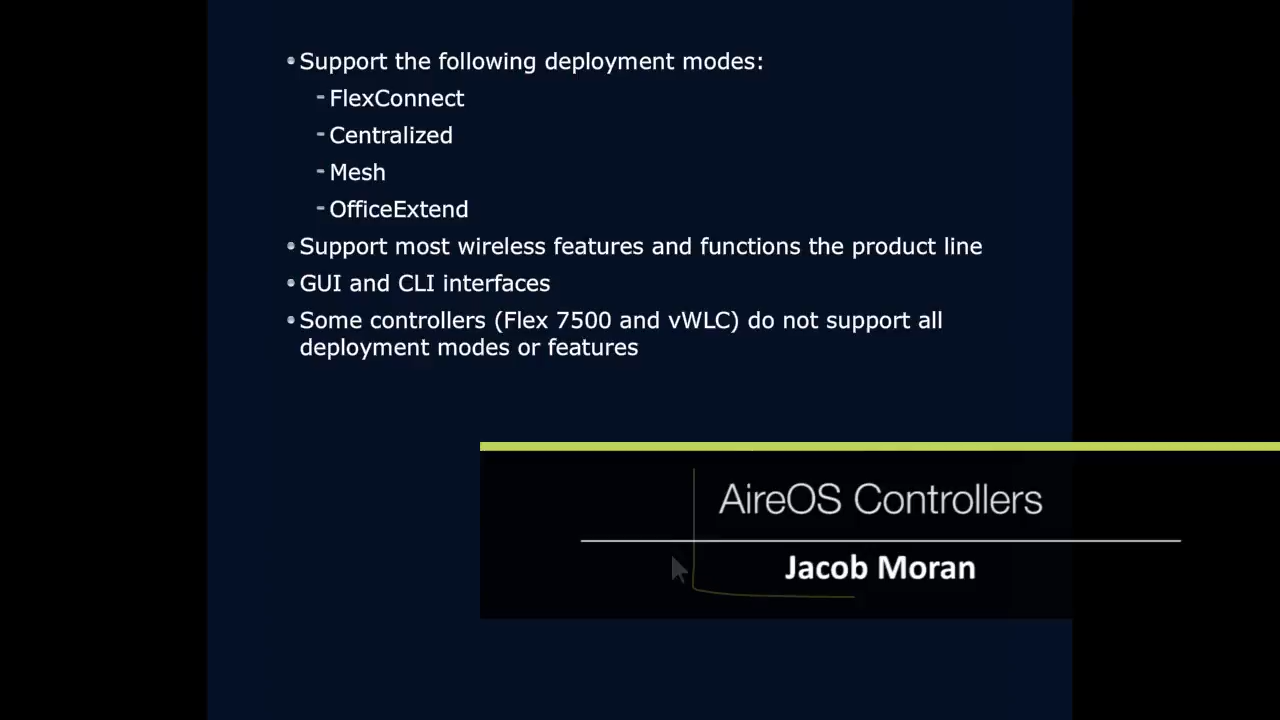 •Support the following deployment modes:
-FlexConnect
-Centralized
-Mesh
-OfficeExtend
•Support most wireless features and functions the product line
•GUI and CLI interfaces
•Some controllers (Flex 7500 and vWLC) do not support all
deployment modes or features
AireOS Controllers
Jacob Moran